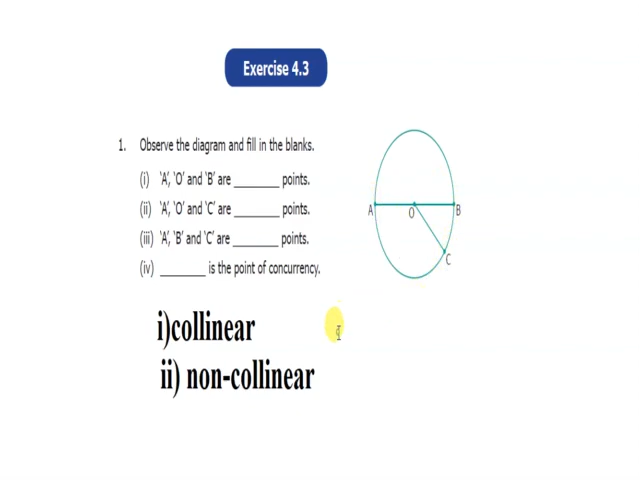 Exercise 4.3
1. Observe the diagram and fill in the blanks.
(i) 'A', 'O' and 'B' are ________ points.
(ii) 'A', 'O' and 'C' are ________ points.
(iii) 'A', 'B' and 'C' are ________ points.
(iv) ________ is the point of concurrency.
A O B
C
i)collinear
ii) non-collinear